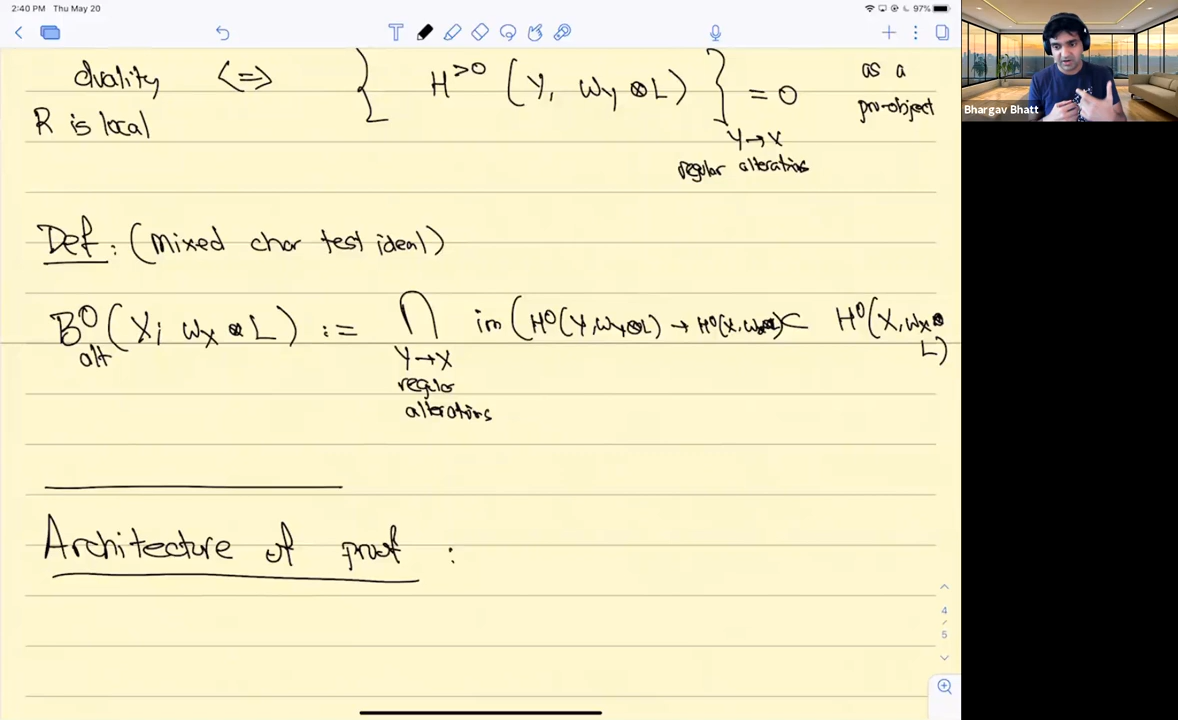 2:40 PM Thu May 20
97%
duality <=> { H^{>0} (Y, ω_Y ⊗ L) } = 0 as a
R is local pro-object
Y → X
regular alterations
Def : (mixed char test ideal)
B^0_{alt} (X, ω_X ⊗ L) := ⋂ im (H^0(Y, ω_Y ⊗ L) → H^0(X, ω_X ⊗ L)) ⊂ H^0(X, ω_X ⊗ L)
Y → X
regular
alterations
Architecture of proof :
4
/
5
Bhargav Bhatt